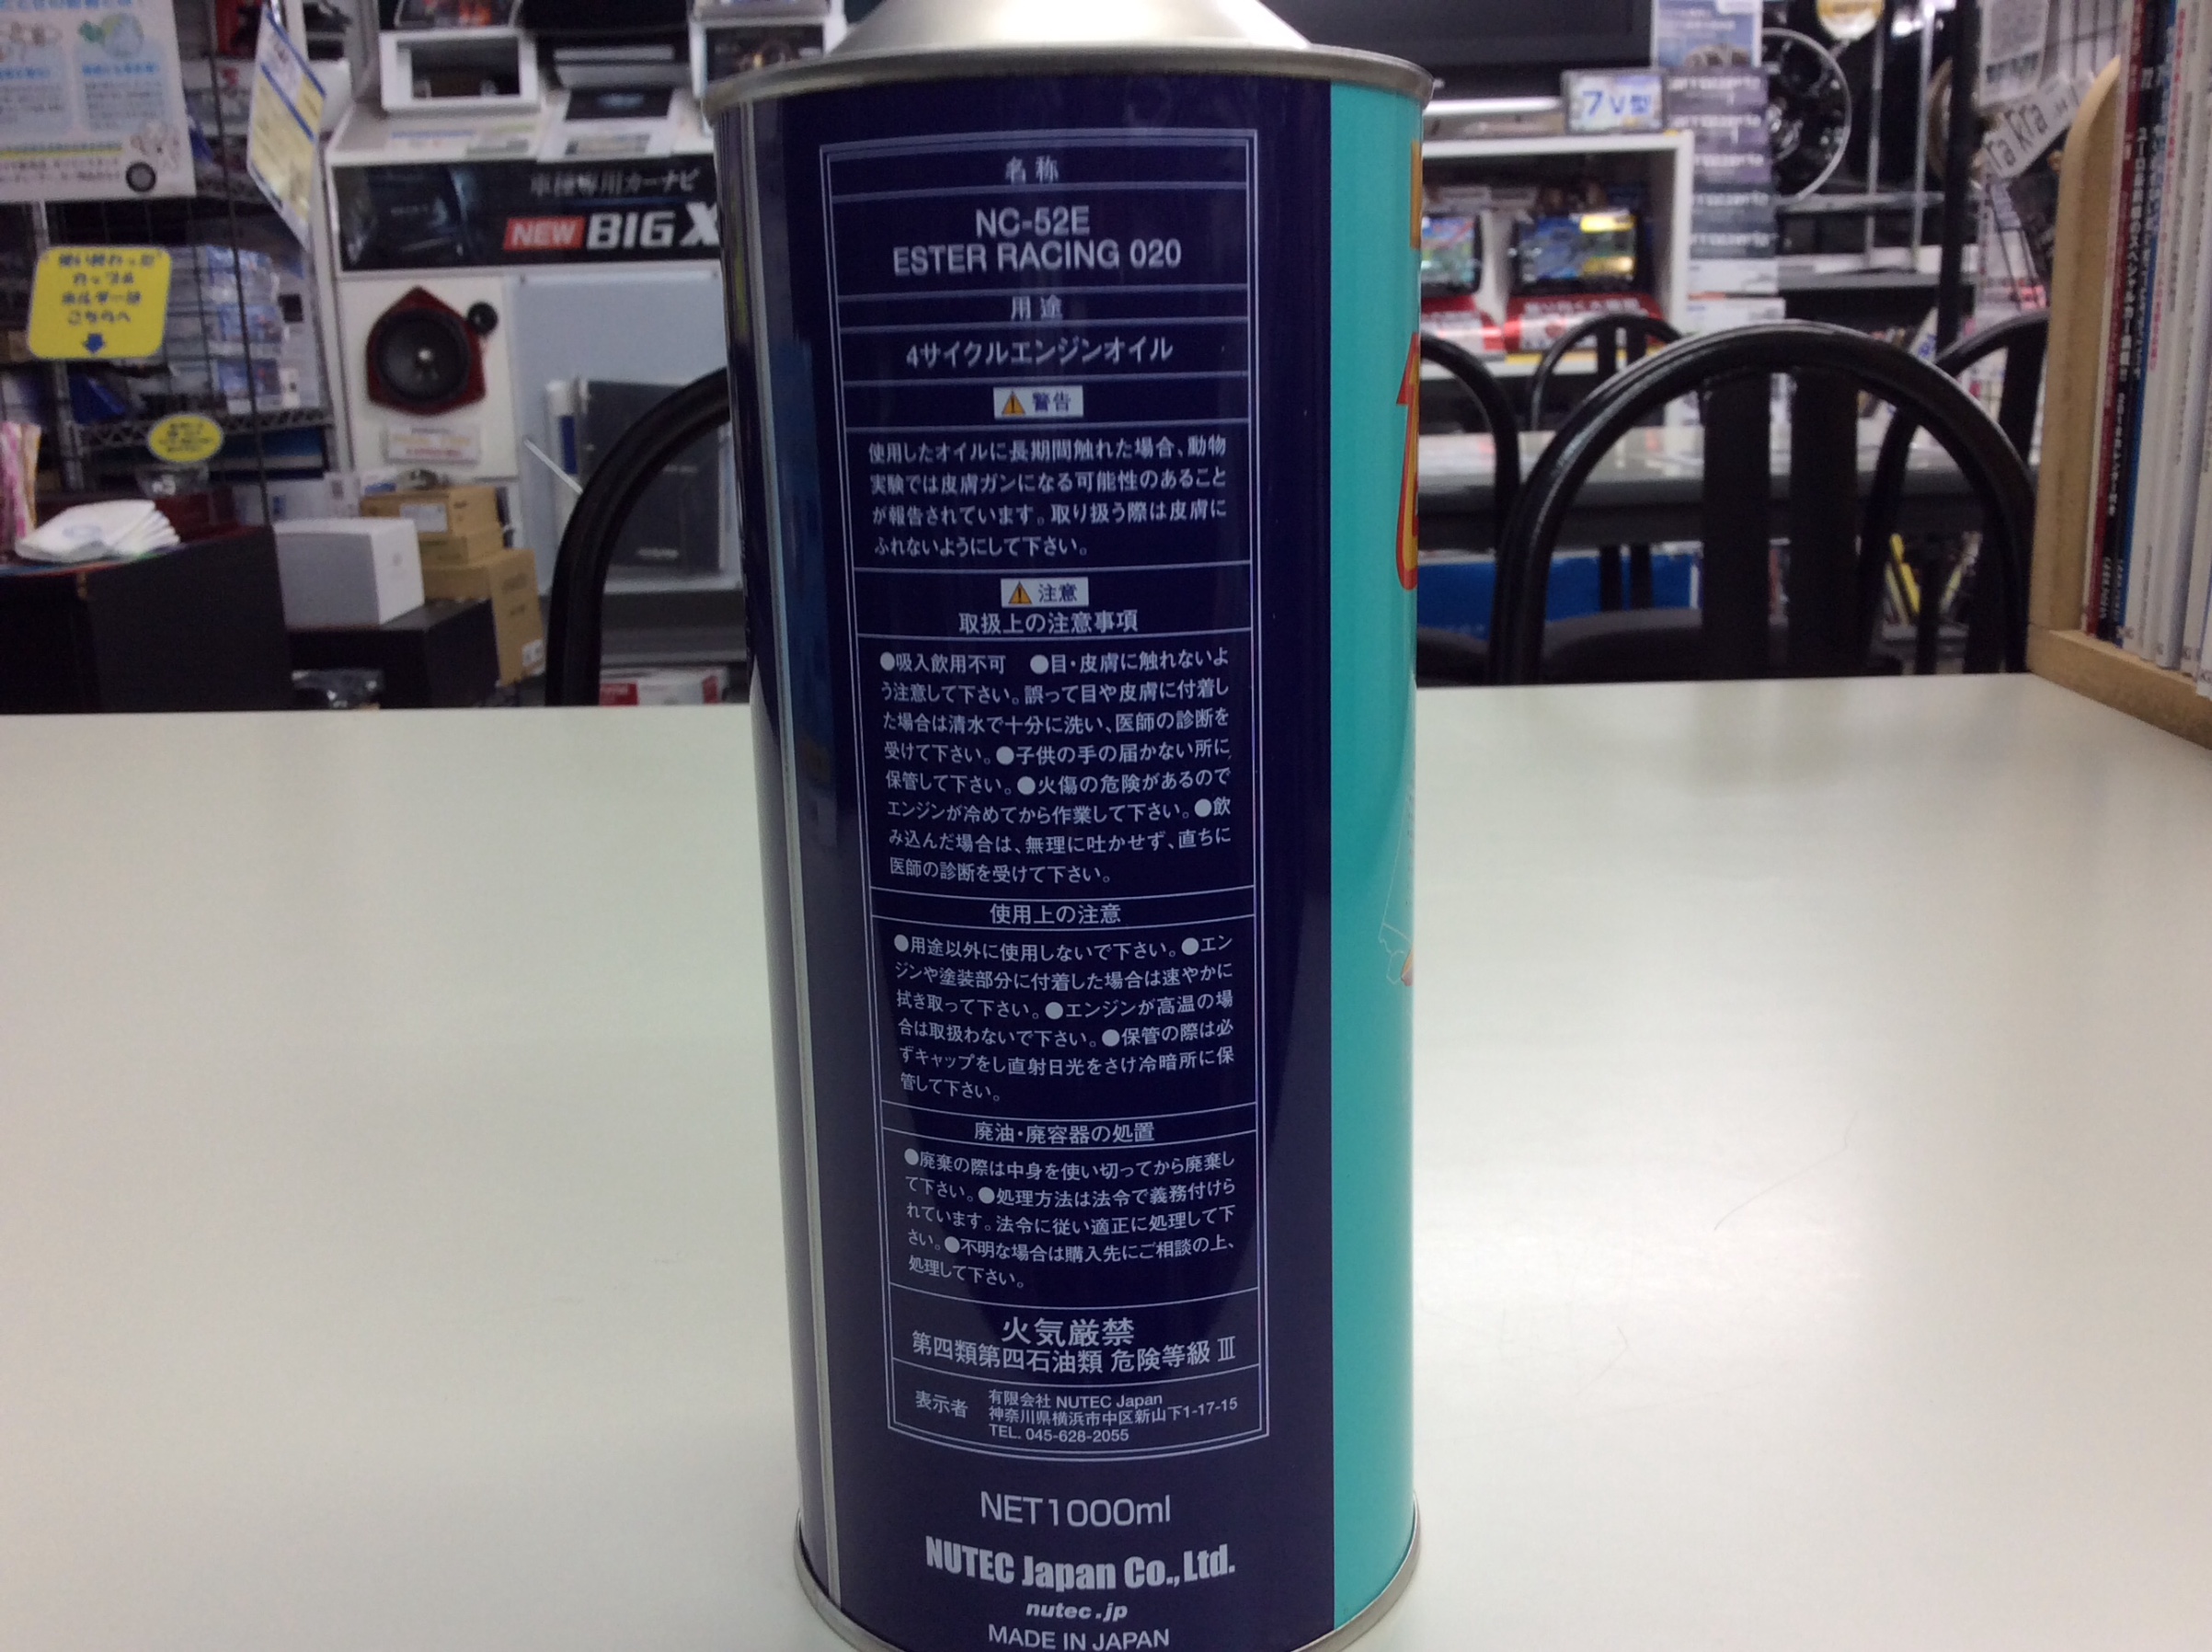 名称
NC-52E
ESTER RACING 020
用途
4サイクルエンジンオイル
警告
使用したオイルに長期間触れた場合、動物
実験では皮膚ガンになる可能性のあること
が報告されています。取り扱う際は皮膚に
ふれないようにして下さい。
注意
取扱上の注意事項
●吸入飲用不可 ●目・皮膚に触れないよ
う注意して下さい。誤って目や皮膚に付着し
た場合は清水で十分に洗い、医師の診断を
受けて下さい。●子供の手の届かない所に
保管して下さい。●火傷の危険があるので
エンジンが冷めてから作業して下さい。●飲
み込んだ場合は、無理に吐かせず、直ちに
医師の診断を受けて下さい。
使用上の注意
●用途以外に使用しないで下さい。●エン
ジンや塗装部分に付着した場合は速やかに
拭き取って下さい。●エンジンが高温の場
合は取扱わないで下さい。●保管の際は必
ずキャップをし直射日光をさけ冷暗所に保
管して下さい。
廃油・廃容器の処置
●廃棄の際は中身を使い切ってから廃棄し
て下さい。●処理方法は法令で義務付けら
れています。法令に従い適正に処理して下
さい。●不明な場合は購入先にご相談の上、
処理して下さい。
火気厳禁
第四類第四石油類 危険等級 Ⅲ
表示者
有限会社 NUTEC Japan
神奈川県横浜市中区新山下1-17-15
TEL. 045-628-2055
NET1000ml
NUTEC Japan Co., Ltd.
nutec.jp
MADE IN JAPAN
車種専用カーナビ
NEW BIG X
使い終わった
カップ&
ホルダーは
こちらへ
7V型